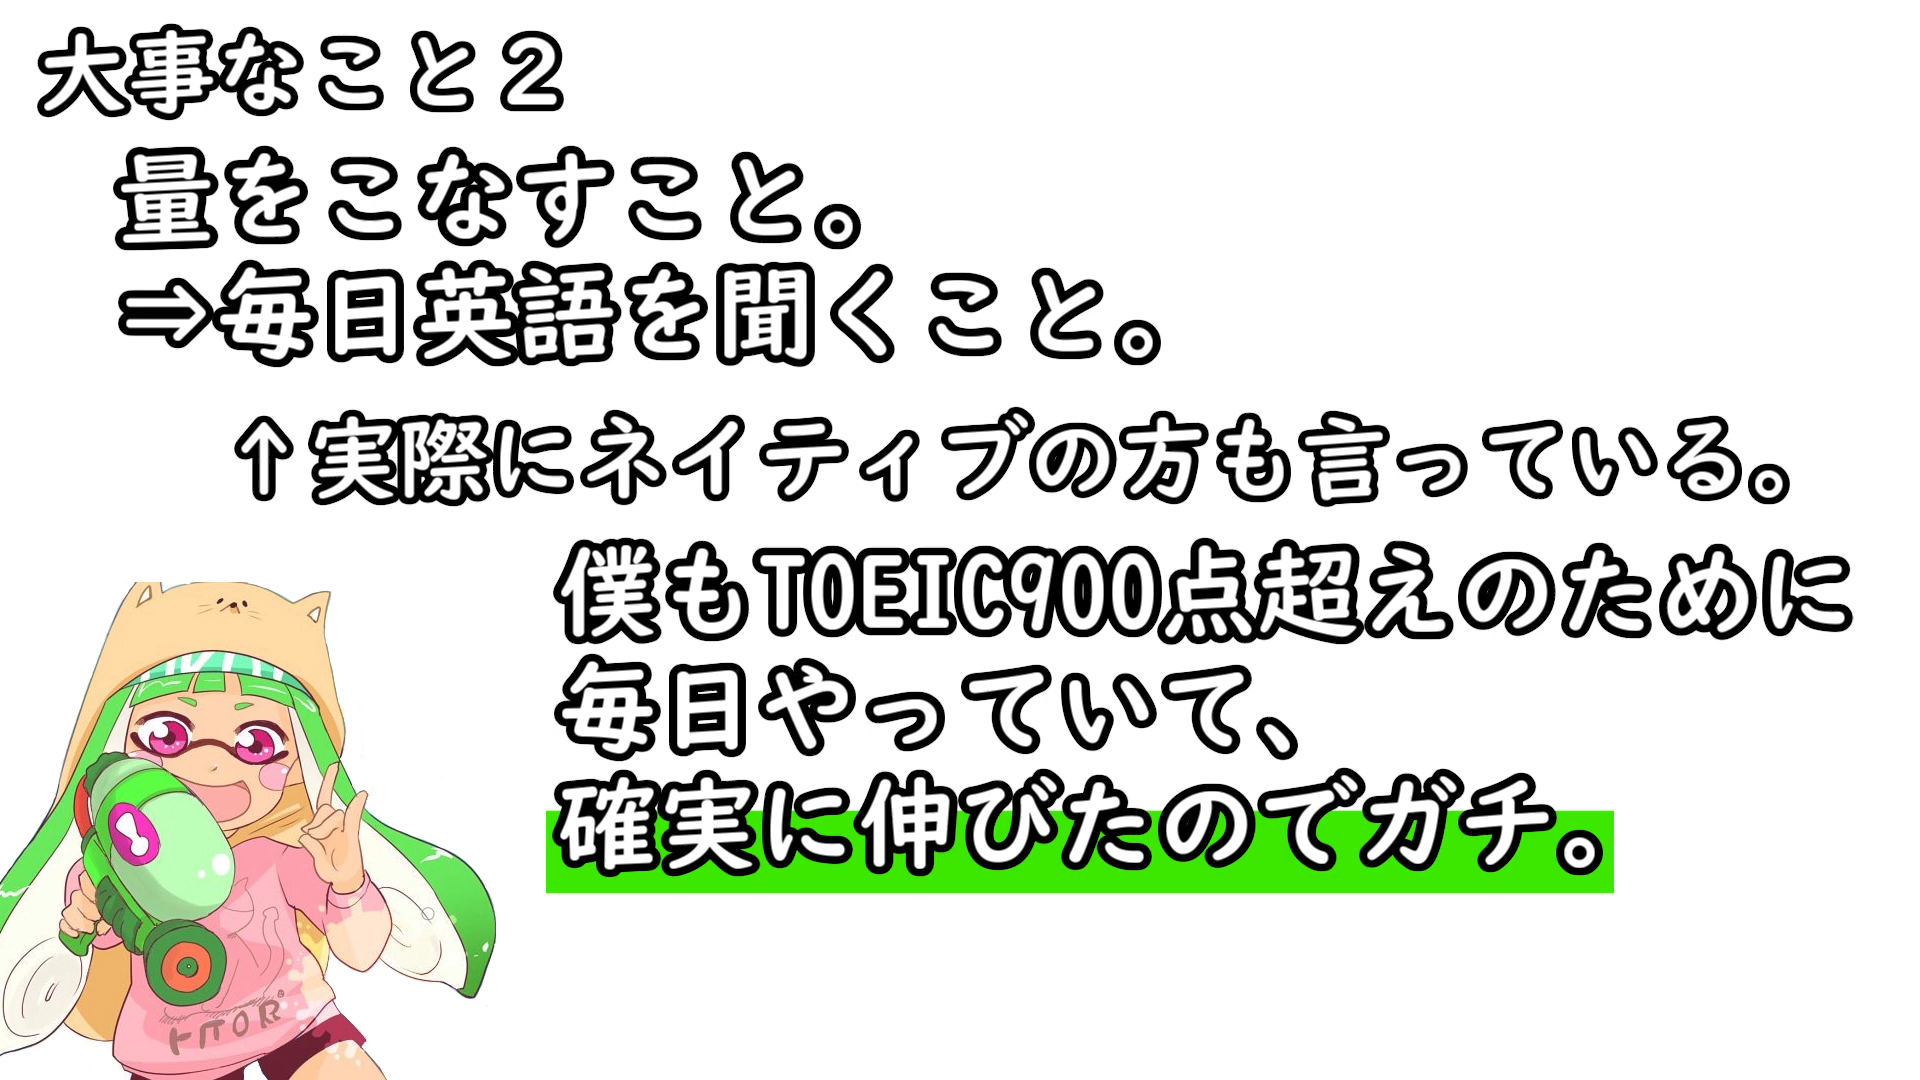 大事なこと２
量をこなすこと。
⇒毎日英語を聞くこと。
↑実際にネイティブの方も言っている。
僕もTOEIC900点超えのために
毎日やっていて、
確実に伸びたのでガチ。